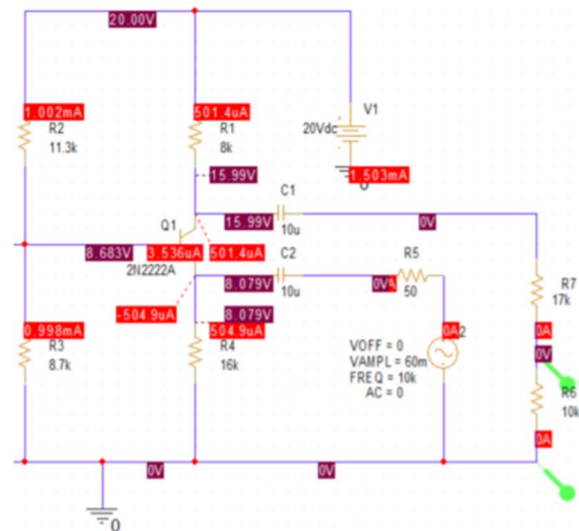 20.00V
1.002mA
R2
11.3k
501.4uA
R1
8k
V1
20Vdc
0
1.503mA
15.99V
C1
15.99V
10u
0V
Q1
8.683V
3.536uA
501.4uA
2N2222A
C2
8.079V
10u
0V
R5
50
R7
17k
-504.9uA
8.079V
0.998mA
R3
8.7k
504.9uA
R4
16k
0A
2
VOFF = 0
VAMPL = 60m
FREQ = 10k
AC = 0
0A
0V
R6
10k
0A
0V
0V
0